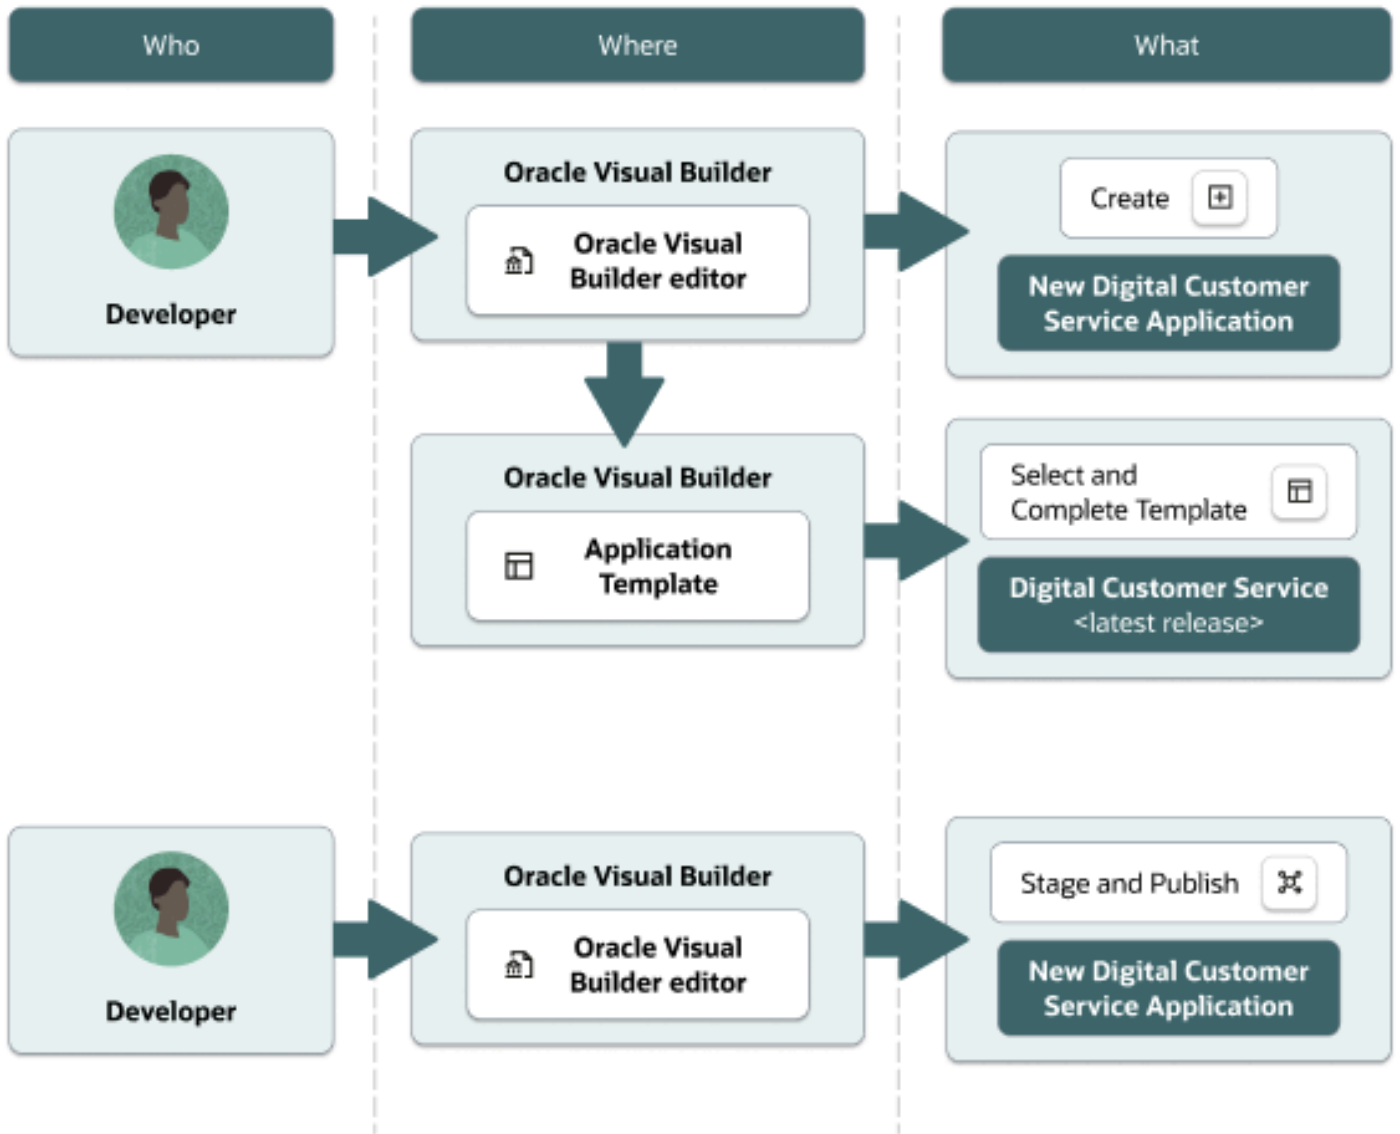 Who
Where
What
Developer
Oracle Visual Builder
Oracle Visual
Builder editor
Create
New Digital Customer
Service Application
Oracle Visual Builder
Application
Template
Select and
Complete Template
Digital Customer Service
<latest release>
Developer
Oracle Visual Builder
Oracle Visual
Builder editor
Stage and Publish
New Digital Customer
Service Application